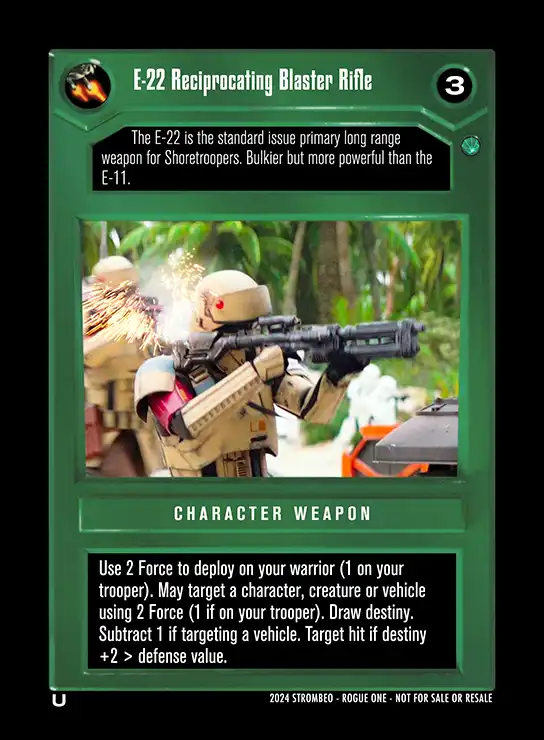 E-22 Reciprocating Blaster Rifle
3
The E-22 is the standard issue primary long range
weapon for Shoretroopers. Bulkier but more powerful than the
E-11.
CHARACTER WEAPON
Use 2 Force to deploy on your warrior (1 on your
trooper). May target a character, creature or vehicle
using 2 Force (1 if on your trooper). Draw destiny.
Subtract 1 if targeting a vehicle. Target hit if destiny
+2 > defense value.
U
2024 STROMBEO - ROGUE ONE - NOT FOR SALE OR RESALE